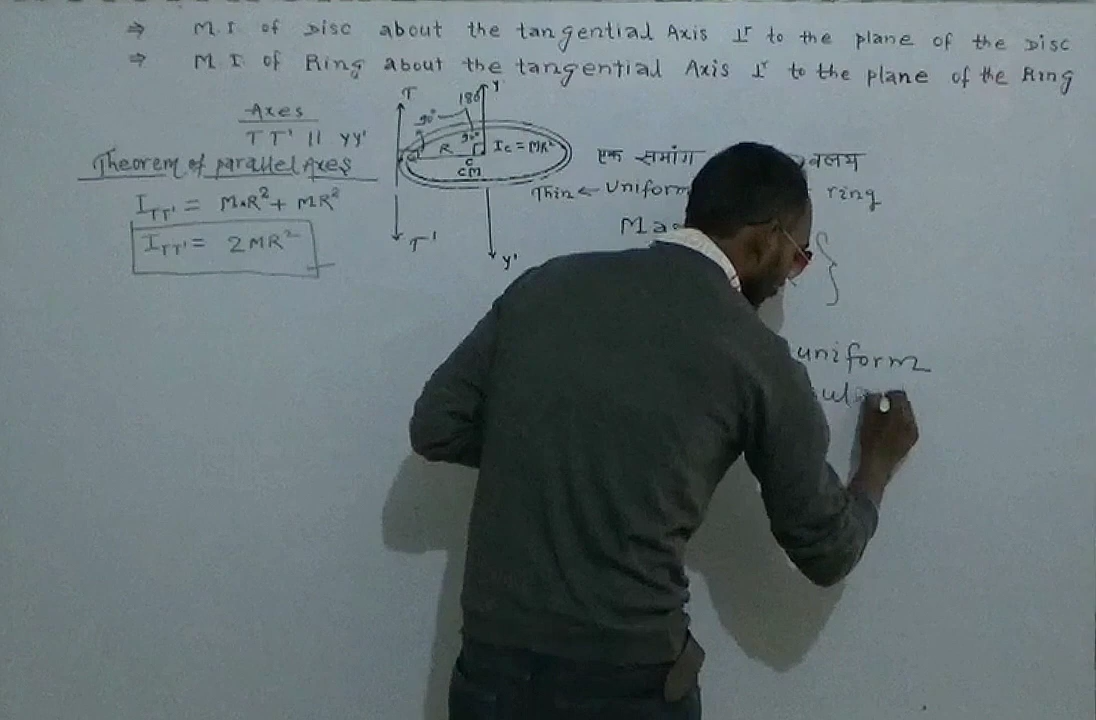 ⇒ M.I. of Disc about the tangential Axis ⊥r to the plane of the Disc
⇒ M I of Ring about the tangential Axis ⊥r to the plane of the Ring
Axes
TT' || YY'
Theorem of parallel Axes
I_TT' = M.R² + MR²
I_TT' = 2MR²
T
Y
180
90°
90°
R
C
CM
I_C = MR²
T'
Y'
एक समांग वलय
Thin ← Uniform ring
uniform